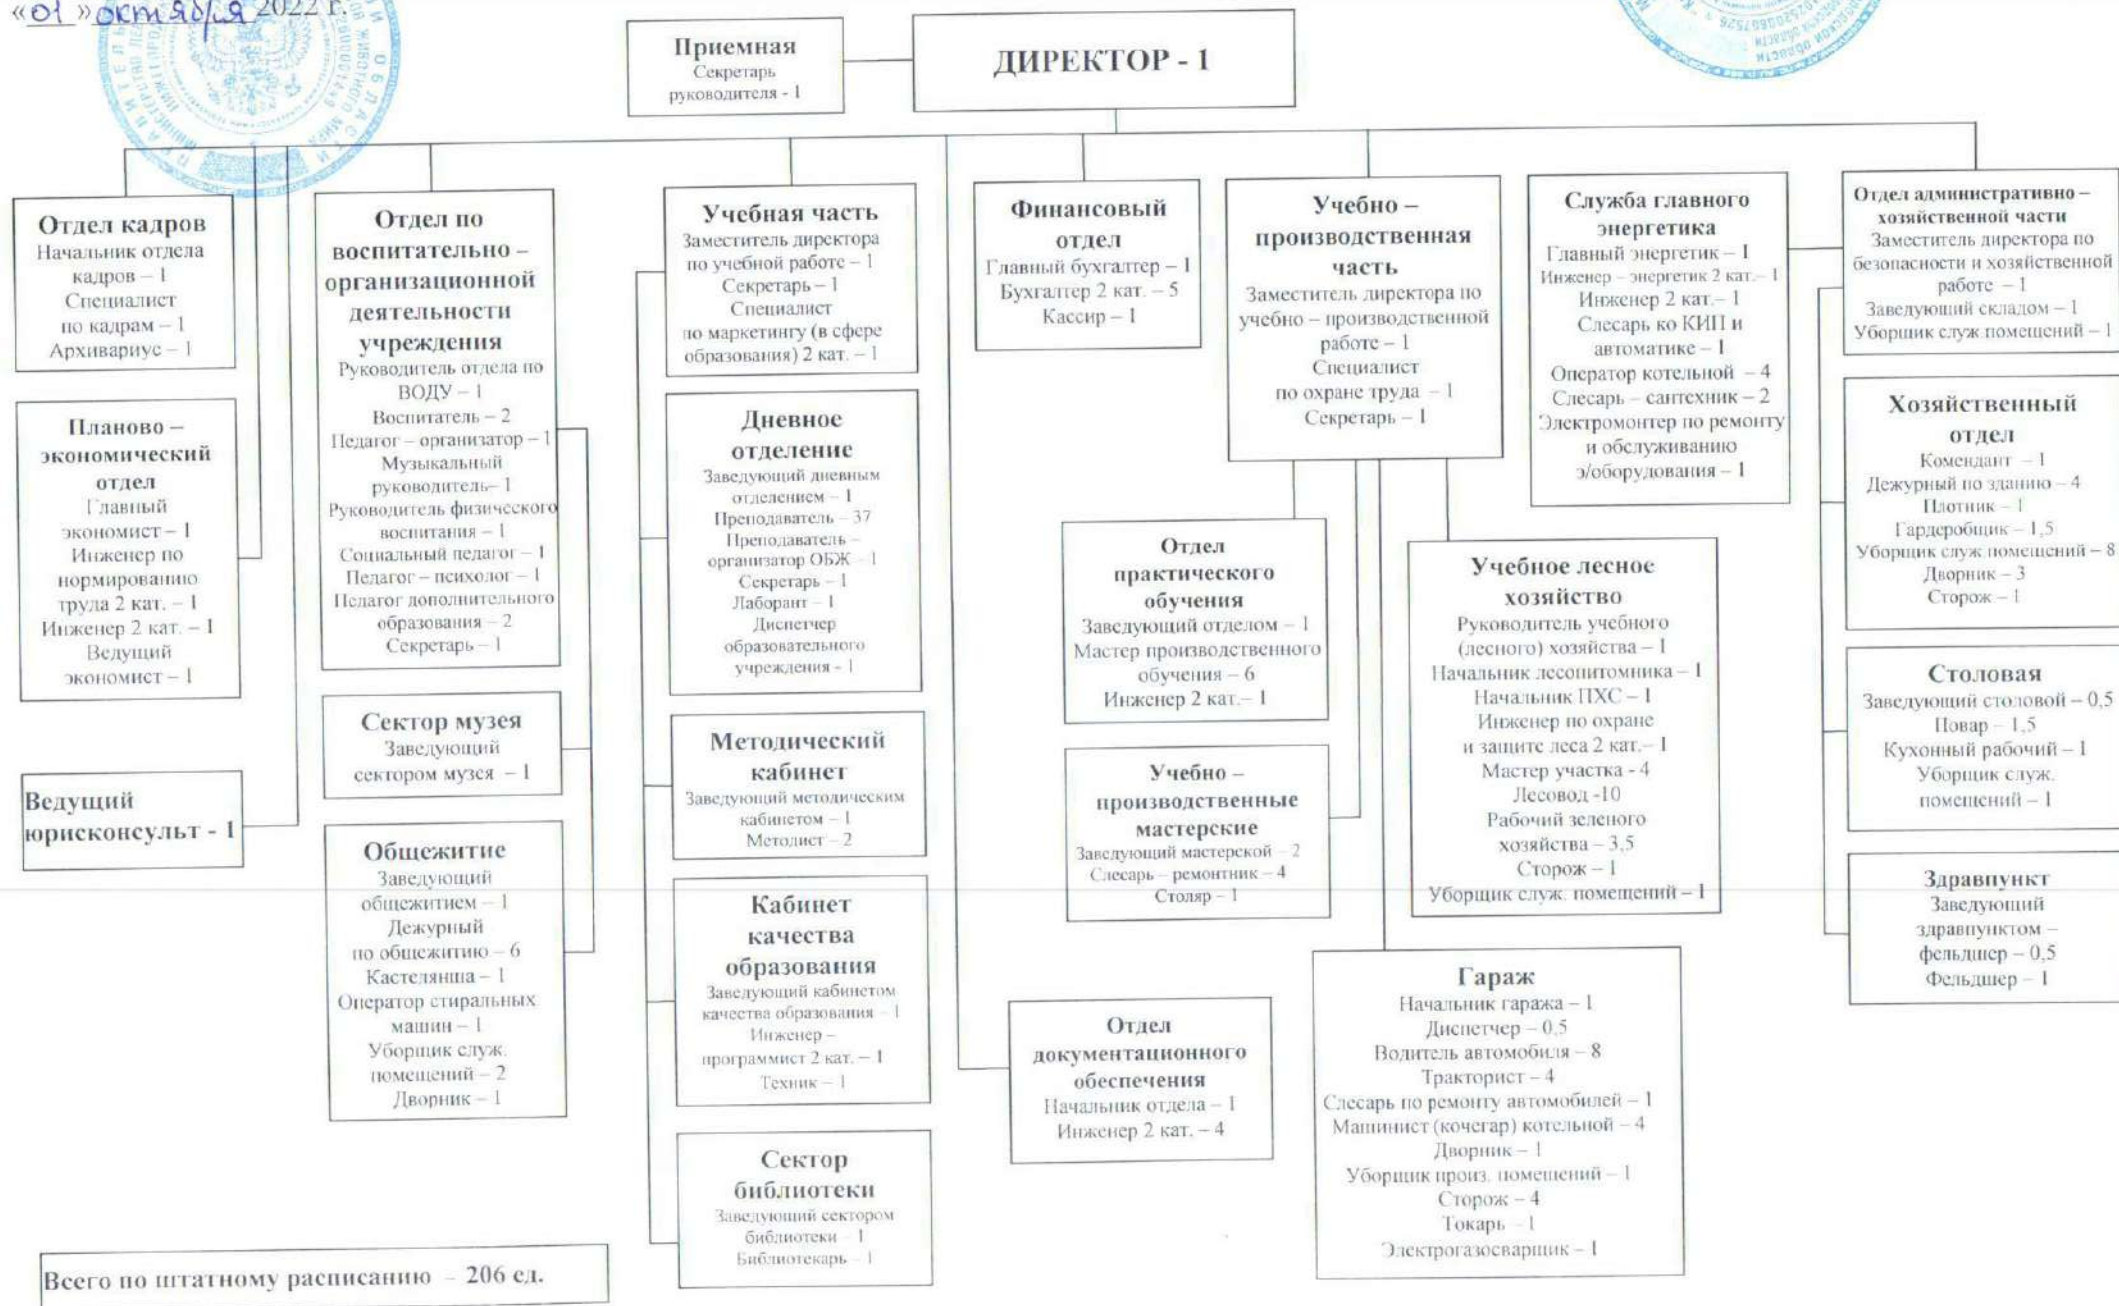 «01» октября 2022 г.
Приемная
Секретарь
руководителя - 1
ДИРЕКТОР - 1
Отдел кадров
Начальник отдела
кадров – 1
Специалист
по кадрам – 1
Архивариус – 1
Планово –
экономический
отдел
Главный
экономист – 1
Инженер по
нормированию
труда 2 кат. – 1
Инженер 2 кат. – 1
Ведущий
экономист – 1
Ведущий
юрисконсульт - 1
Отдел по
воспитательно –
организационной
деятельности
учреждения
Руководитель отдела по
ВОДУ – 1
Воспитатель – 2
Педагог – организатор – 1
Музыкальный
руководитель– 1
Руководитель физического
воспитания – 1
Социальный педагог – 1
Педагог – психолог – 1
Педагог дополнительного
образования – 2
Секретарь – 1
Сектор музея
Заведующий
сектором музея – 1
Общежитие
Заведующий
общежитием – 1
Дежурный
по общежитию – 6
Кастелянша – 1
Оператор стиральных
машин – 1
Уборщик служ.
помещений – 2
Дворник – 1
Учебная часть
Заместитель директора
по учебной работе – 1
Секретарь – 1
Специалист
по маркетингу (в сфере
образования) 2 кат. – 1
Дневное
отделение
Заведующий дневным
отделением – 1
Преподаватель – 37
Преподаватель –
организатор ОБЖ – 1
Секретарь – 1
Лаборант – 1
Диспетчер
образовательного
учреждения - 1
Методический
кабинет
Заведующий методическим
кабинетом – 1
Методист – 2
Кабинет
качества
образования
Заведующий кабинетом
качества образования – 1
Инженер –
программист 2 кат. – 1
Техник – 1
Сектор
библиотеки
Заведующий сектором
библиотеки – 1
Библиотекарь – 1
Финансовый
отдел
Главный бухгалтер – 1
Бухгалтер 2 кат. – 5
Кассир – 1
Учебно –
производственная
часть
Заместитель директора по
учебно – производственной
работе – 1
Специалист
по охране труда – 1
Секретарь – 1
Отдел
практического
обучения
Заведующий отделом – 1
Мастер производственного
обучения – 6
Инженер 2 кат.– 1
Учебно –
производственные
мастерские
Заведующий мастерской – 2
Слесарь – ремонтник – 4
Столяр – 1
Отдел
документационного
обеспечения
Начальник отдела – 1
Инженер 2 кат. – 4
Учебное лесное
хозяйство
Руководитель учебного
(лесного) хозяйства – 1
Начальник лесопитомника – 1
Начальник ПХС – 1
Инженер по охране
и защите леса 2 кат.– 1
Мастер участка - 4
Лесовод -10
Рабочий зеленого
хозяйства – 3,5
Сторож – 1
Уборщик служ. помещений – 1
Гараж
Начальник гаража – 1
Диспетчер – 0,5
Водитель автомобиля – 8
Тракторист – 4
Слесарь по ремонту автомобилей – 1
Машинист (кочегар) котельной – 4
Дворник – 1
Уборщик произ. помещений – 1
Сторож – 4
Токарь – 1
Электрогазосварщик – 1
Служба главного
энергетика
Главный энергетик – 1
Инженер – энергетик 2 кат.– 1
Инженер 2 кат.– 1
Слесарь ко КИП и
автоматике – 1
Оператор котельной – 4
Слесарь – сантехник – 2
Электромонтер по ремонту
и обслуживанию
э/оборудования – 1
Отдел административно –
хозяйственной части
Заместитель директора по
безопасности и хозяйственной
работе – 1
Заведующий складом – 1
Уборщик служ помещений – 1
Хозяйственный
отдел
Комендант – 1
Дежурный по зданию – 4
Плотник – 1
Гардеробщик – 1,5
Уборщик служ помещений – 8
Дворник – 3
Сторож – 1
Столовая
Заведующий столовой – 0,5
Повар – 1,5
Кухонный рабочий – 1
Уборщик служ.
помещений – 1
Здравпункт
Заведующий
здравпунктом –
фельдшер – 0,5
Фельдшер – 1
Всего по штатному расписанию – 206 ед.